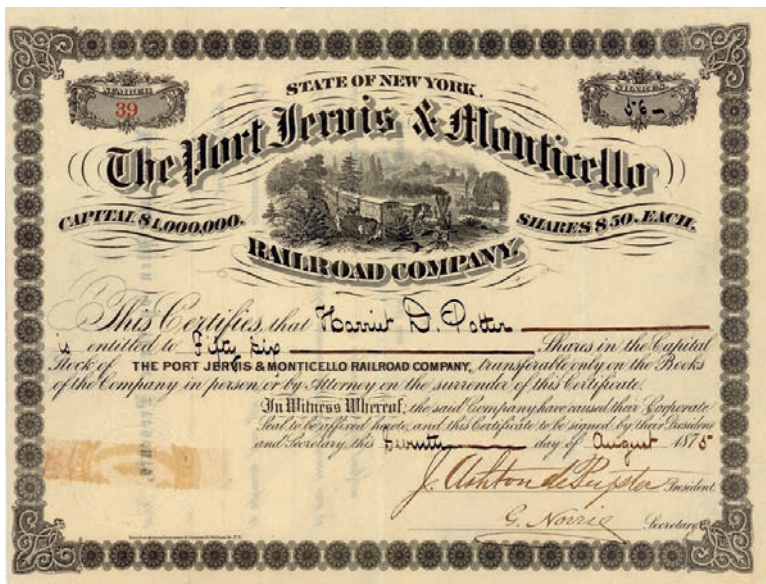 STATE OF NEW YORK.
NUMBER
39
SHARES
56-
The Port Jervis & Monticello
CAPITAL $1,000,000.
SHARES $50. EACH.
RAILROAD COMPANY.
This Certifies that Harriet D. Potter
is entitled to Fifty six Shares in the Capital
Stock of THE PORT JERVIS & MONTICELLO RAILROAD COMPANY, transferable only on the Books
of the Company in person or by Attorney on the surrender of this Certificate.
In Witness Whereof, the said Company have caused their Corporate
Seal to be affixed hereto, and this Certificate to be signed by their President
and Secretary this day of August 1875
J. Ashton de Peyster President.
G. Norrie Secretary.